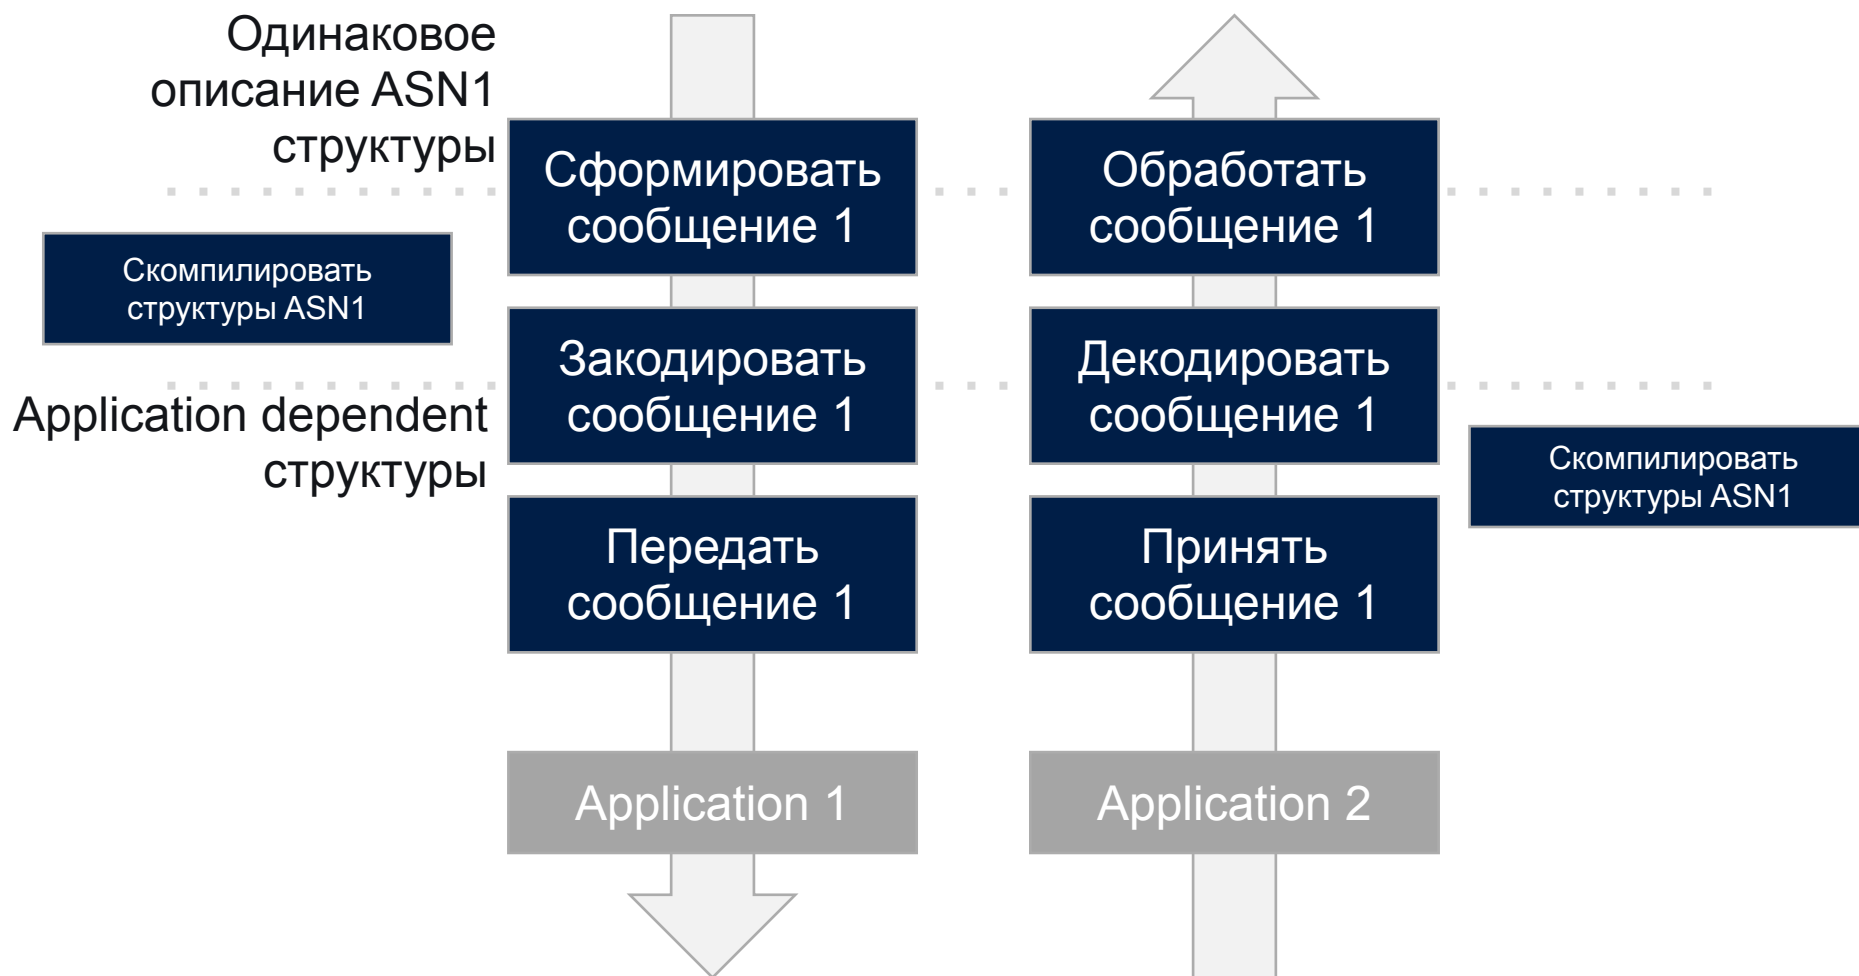 Одинаковое
описание ASN1
структуры
Сформировать
сообщение 1
Обработать
сообщение 1
Скомпилировать
структуры ASN1
Закодировать
сообщение 1
Декодировать
сообщение 1
Application dependent
структуры
Скомпилировать
структуры ASN1
Передать
сообщение 1
Принять
сообщение 1
Application 1
Application 2